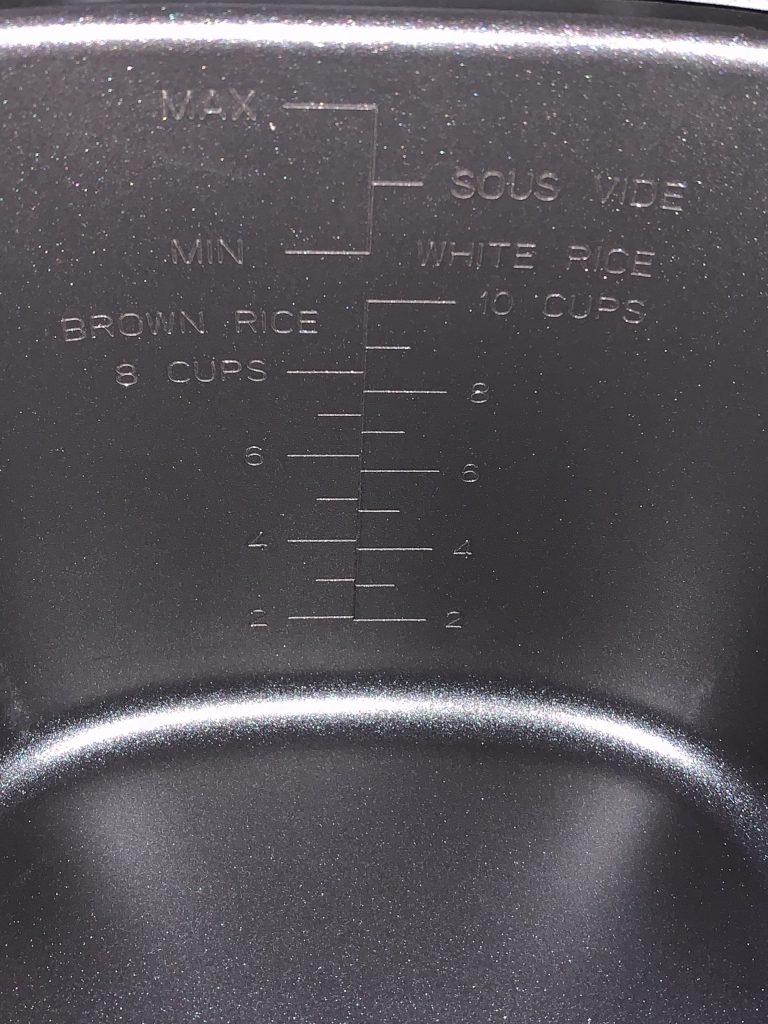 MAX
SOUS VIDE
MIN
WHITE RICE
10 CUPS
BROWN RICE
8 CUPS
8
6
6
4
4
2
2